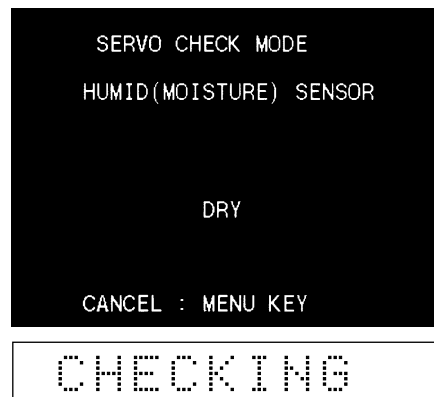 SERVO CHECK MODE
HUMID(MOISTURE) SENSOR
DRY
CANCEL : MENU KEY
CHECKING